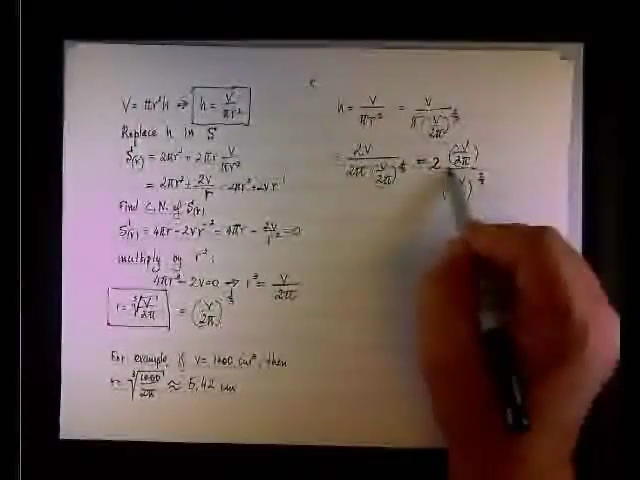 V = πr²h → h = V/πr²
Replace h in S
S(r) = 2πr² + 2πr V/πr²
= 2πr² + 2V/r = 2πr² + 2Vr⁻¹
Find C.N. of S(r)
S'(r) = 4πr - 2Vr⁻² = 4πr - 2V/r² = 0
multiply by r²:
4πr³ - 2V = 0 → r³ = V/2π
r = ∛(V/2π) = (V/2π)^(1/3)
For example, if V = 1000 cm³, then
r = ∛(1000/2π) ≈ 5,42 cm
h = V/πr² = V/π(V/2π)^(2/3)
= 2V/2π(V/2π)^(2/3) = 2 (V/2π)